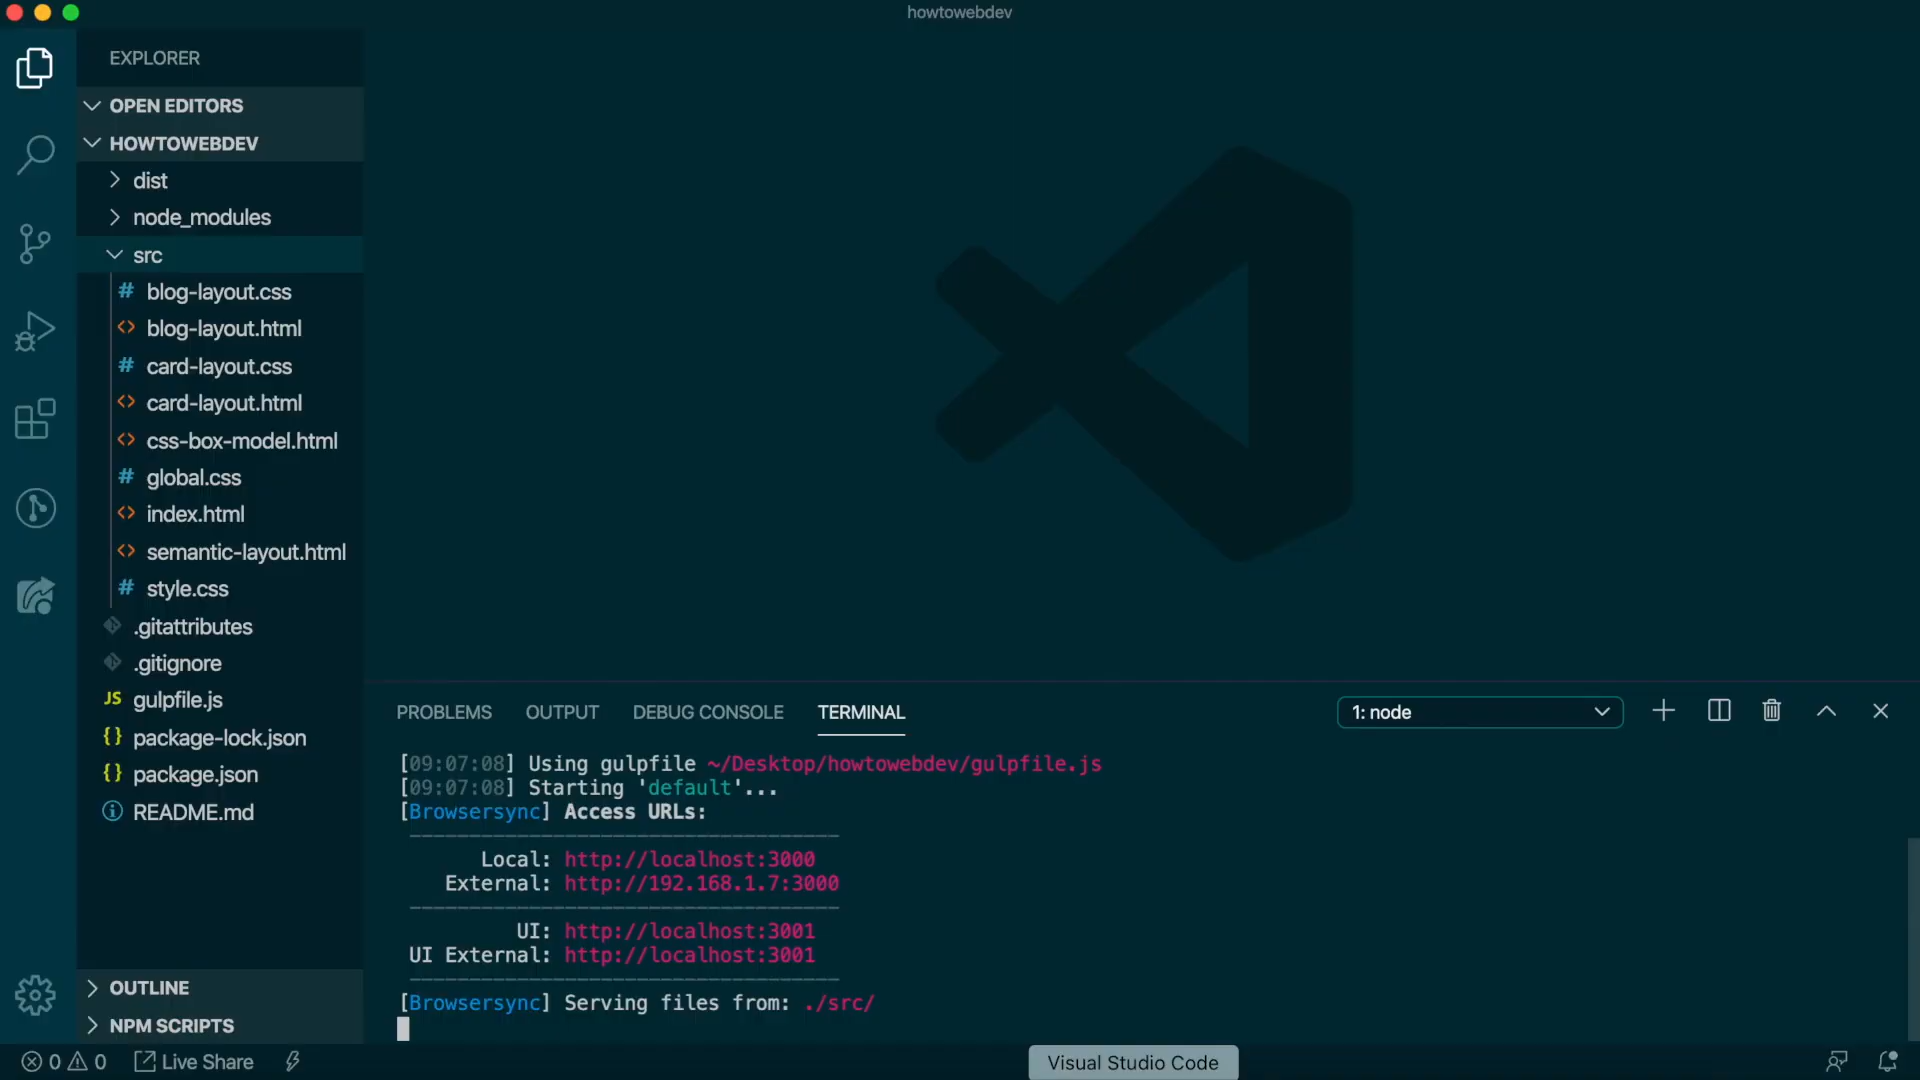 howtowebdev
EXPLORER
OPEN EDITORS
HOWTOWEBDEV
dist
node_modules
src
# blog-layout.css
<> blog-layout.html
# card-layout.css
<> card-layout.html
<> css-box-model.html
# global.css
<> index.html
<> semantic-layout.html
# style.css
.gitattributes
.gitignore
JS gulpfile.js
{} package-lock.json
{} package.json
README.md
OUTLINE
NPM SCRIPTS
PROBLEMS OUTPUT DEBUG CONSOLE TERMINAL 1: node
[09:07:08] Using gulpfile ~/Desktop/howtowebdev/gulpfile.js
[09:07:08] Starting 'default'...
[Browsersync] Access URLs:
------------------------------------
Local: http://localhost:3000
External: http://192.168.1.7:3000
------------------------------------
UI: http://localhost:3001
UI External: http://localhost:3001
------------------------------------
[Browsersync] Serving files from: ./src/
0 0 Live Share
Visual Studio Code